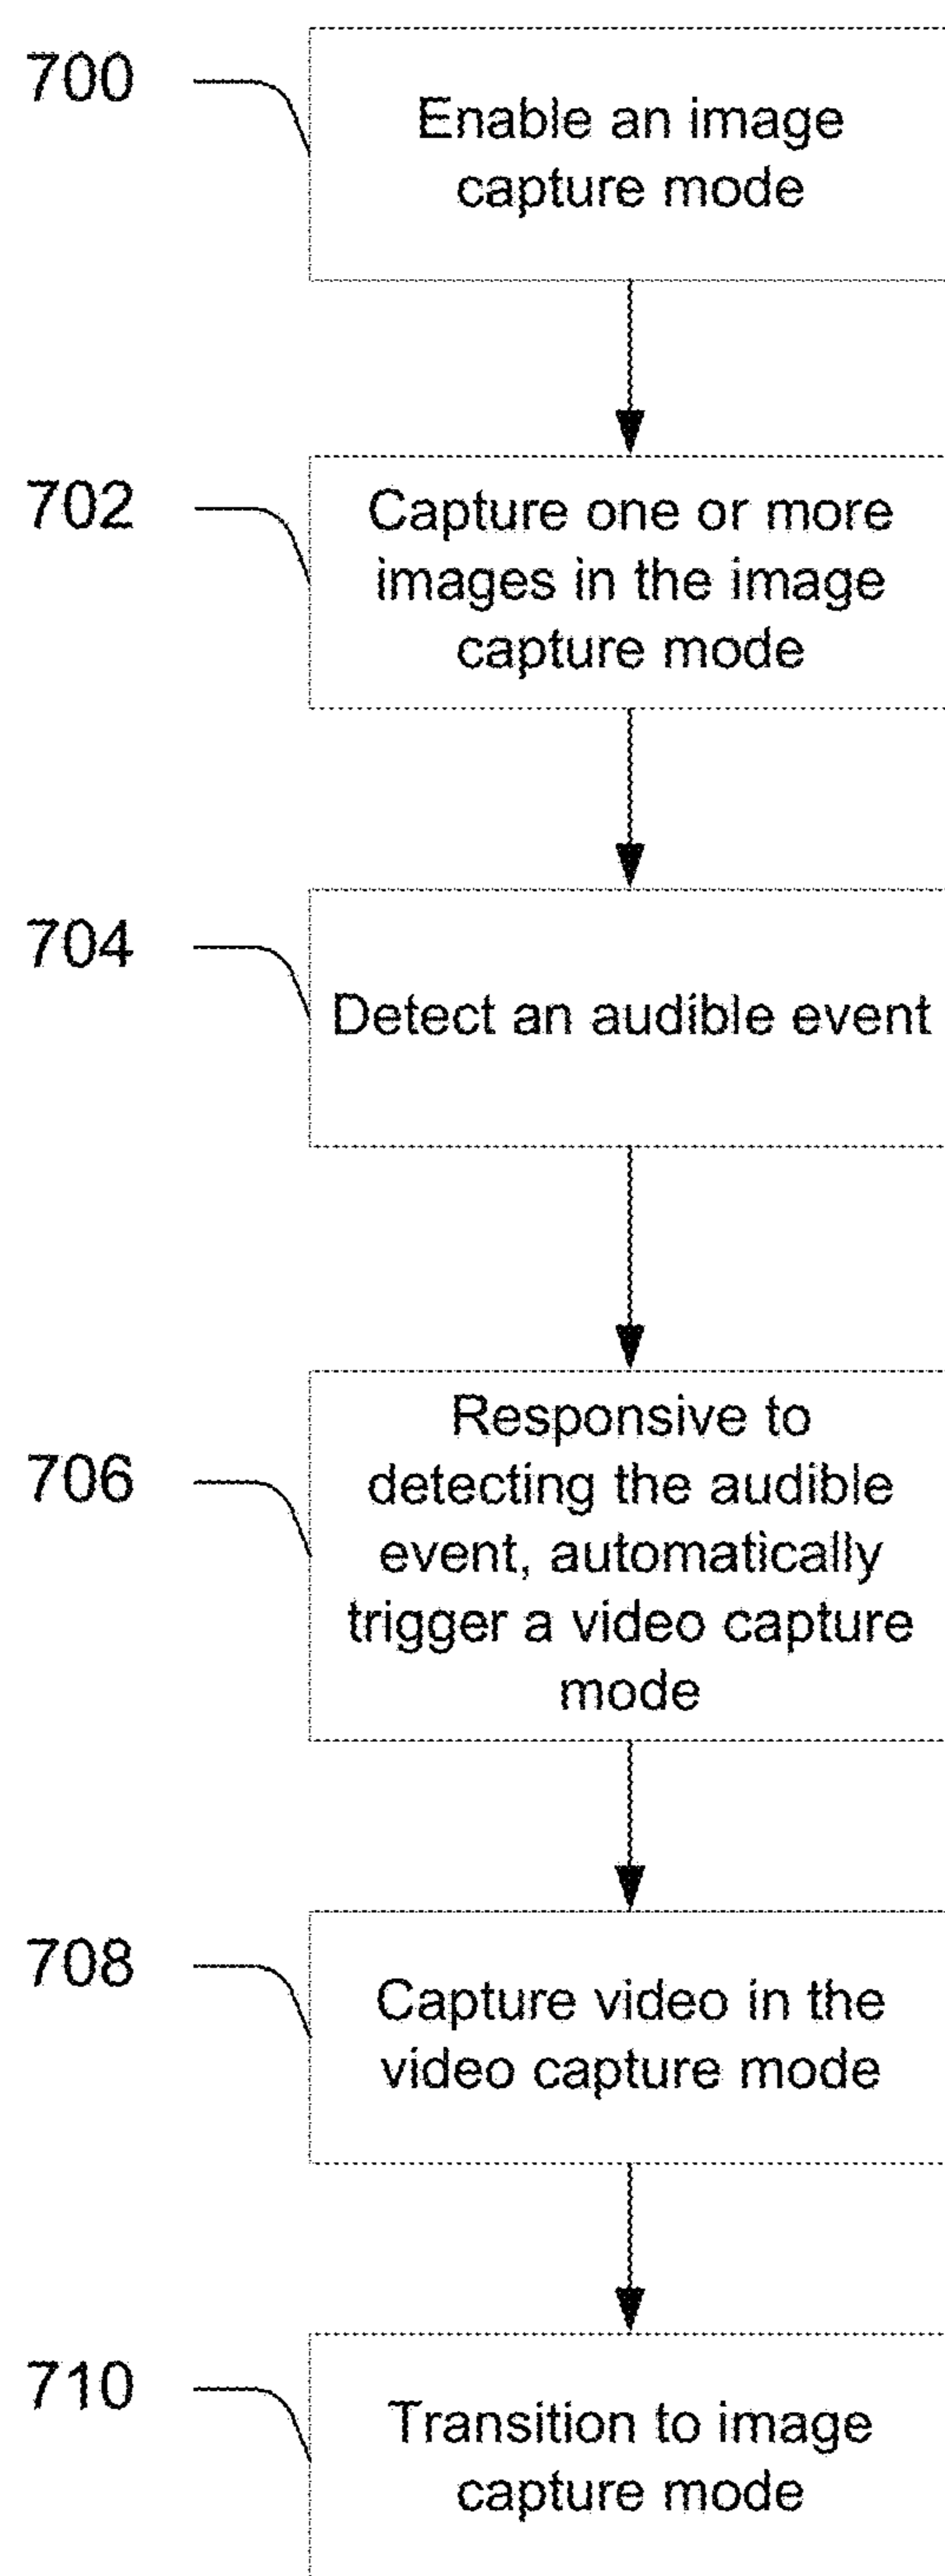 700
Enable an image
capture mode
702
Capture one or more
images in the image
capture mode
704
Detect an audible event
706
Responsive to
detecting the audible
event, automatically
trigger a video capture
mode
708
Capture video in the
video capture mode
710
Transition to image
capture mode